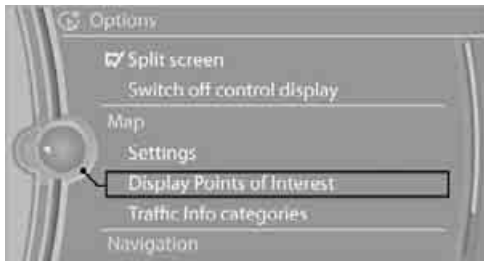 Options
Split screen
Switch off control display
Map
Settings
Display Points of Interest
Traffic Info categories
Navigation